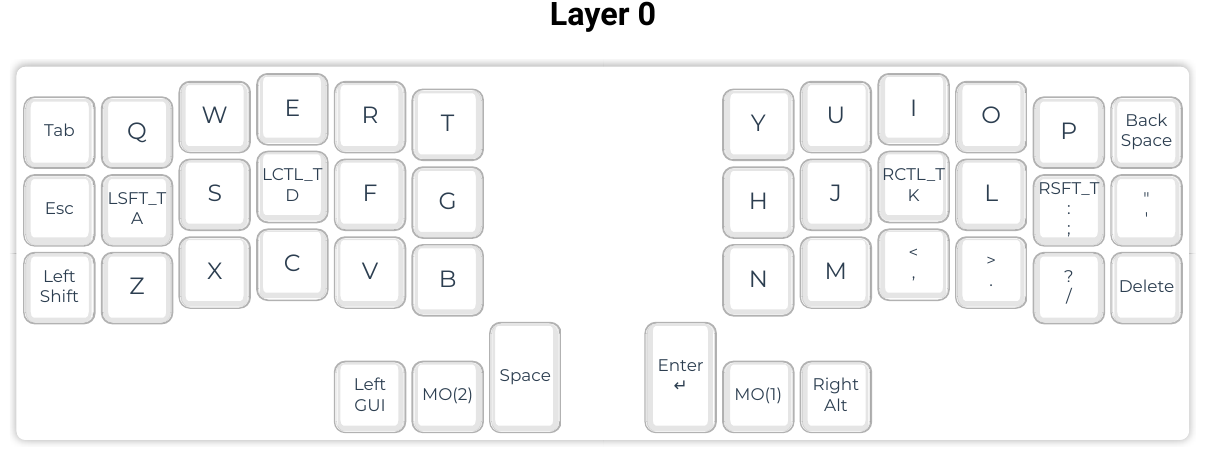 Layer 0
Tab Q W E R T Y U I O P Back Space
Esc LSFT_T A S LCTL_T D F G H J RCTL_T K L RSFT_T : ; " '
Left Shift Z X C V B N M < , > . ? / Delete
Left GUI MO(2) Space Enter ↵ MO(1) Right Alt